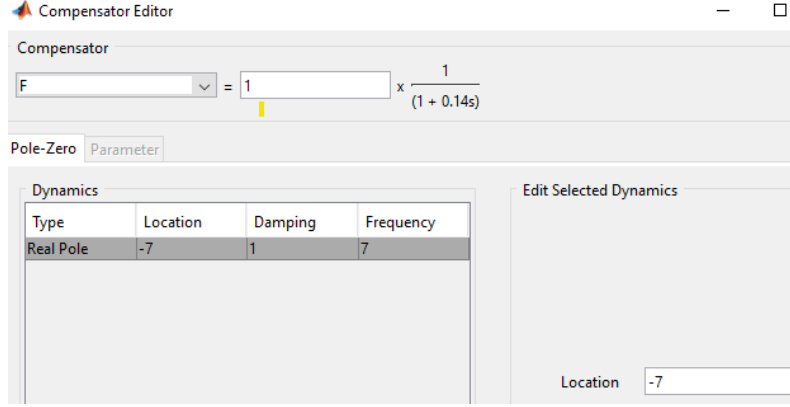 Compensator Editor
Compensator
F = 1 x 1
(1 + 0.14s)
Pole-Zero Parameter
Dynamics Edit Selected Dynamics
Type Location Damping Frequency
Real Pole -7 1 7
Location -7